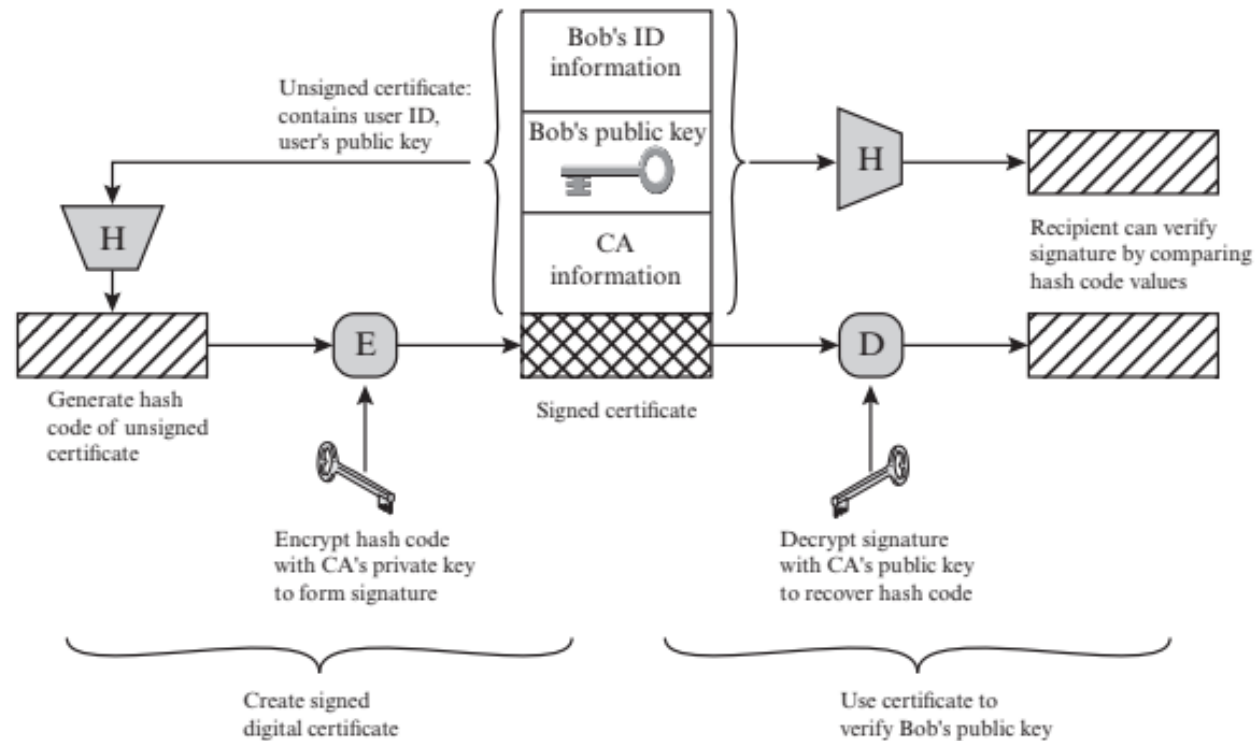 Bob's ID
information
Unsigned certificate:
contains user ID,
user's public key
Bob's public key
H
H
CA
information
Recipient can verify
signature by comparing
hash code values
E
D
Generate hash
code of unsigned
certificate
Signed certificate
Encrypt hash code
with CA's private key
to form signature
Decrypt signature
with CA's public key
to recover hash code
Create signed
digital certificate
Use certificate to
verify Bob's public key